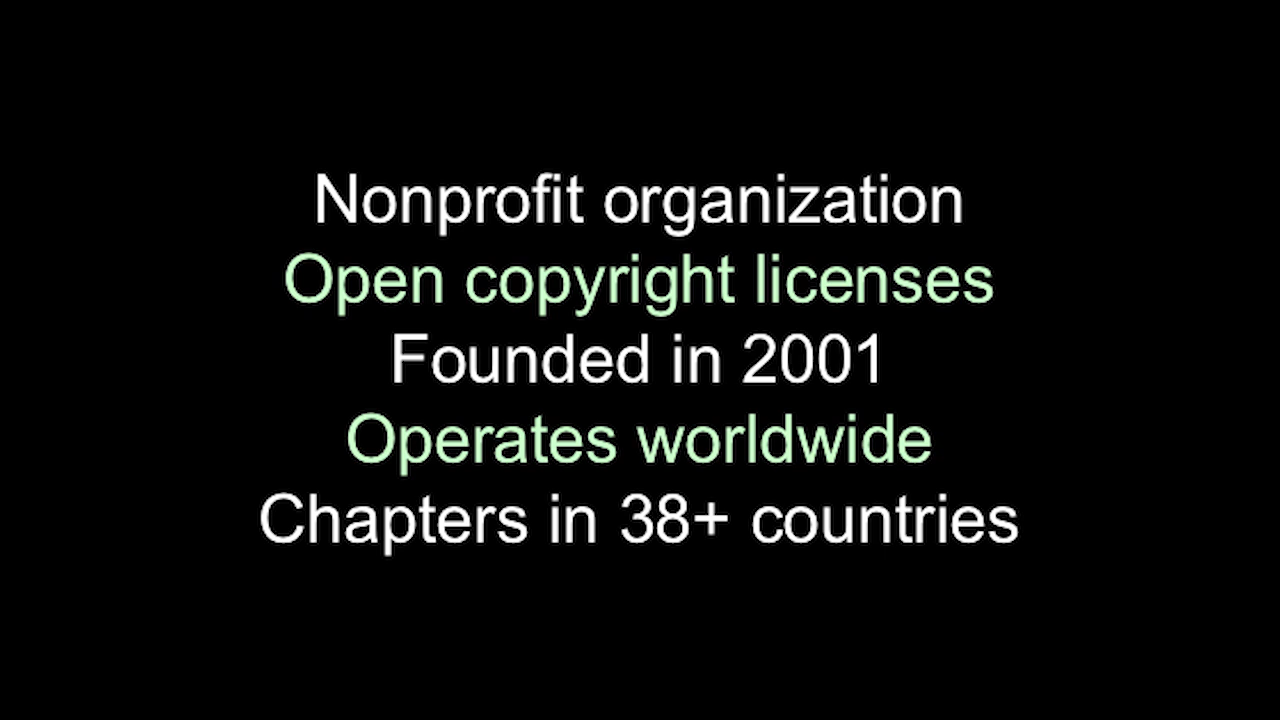 Nonprofit organization
Open copyright licenses
Founded in 2001
Operates worldwide
Chapters in 38+ countries